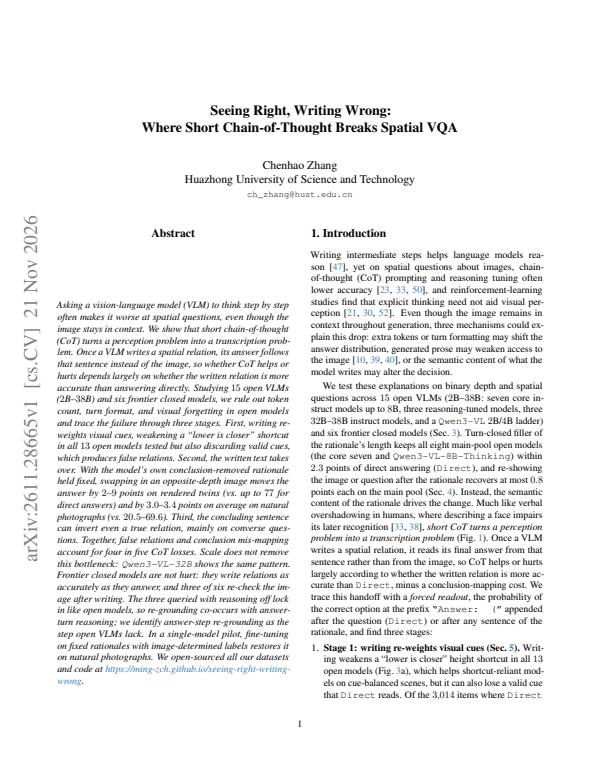 Seeing Right, Writing Wrong:
Where Short Chain-of-Thought Breaks Spatial VQA
Chenhao Zhang
Huazhong University of Science and Technology
ch_zhang@hust.edu.cn
arXiv:2611.28665v1 [cs.CV] 21 Nov 2026
Abstract
Asking a vision-language model (VLM) to think step by step
often makes it worse at spatial questions, even though the
image stays in context. We show that short chain-of-thought
(CoT) turns a perception problem into a transcription prob-
lem. Once a VLM writes a spatial relation, its answer follows
that sentence instead of the image, so whether CoT helps or
hurts depends largely on whether the written relation is more
accurate than answering directly. Studying 15 open VLMs
(2B–38B) and six frontier closed models, we rule out token
count, turn format, and visual forgetting in open models
and trace the failure through three stages. First, writing re-
weights visual cues, weakening a “lower is closer” shortcut
in all 13 open models tested but also discarding valid cues,
which produces false relations. Second, the written text takes
over. With the model's own conclusion-removed rationale
held fixed, swapping in an opposite-depth image moves the
answer by 2–9 points on rendered twins (vs. up to 77 for
direct answers) and by 3.0–3.4 points on average on natural
photographs (vs. 20.5–69.6). Third, the concluding sentence
can invert even a true relation, mainly on converse ques-
tions. Together, false relations and conclusion mis-mapping
account for four in five CoT losses. Scale does not remove
this bottleneck: Qwen3-VL-32B shows the same pattern.
Frontier closed models are not hurt: they write relations as
accurately as they answer, and three of six re-check the im-
age after writing. The three queried with reasoning off lock
in like open models, so re-grounding co-occurs with answer-
turn reasoning; we identify answer-step re-grounding as the
step open VLMs lack. In a single-model pilot, fine-tuning
on fixed rationales with image-determined labels restores it
on natural photographs. We open-sourced all our datasets
and code at https://ming-zch.github.io/seeing-right-writing-
wrong.
1. Introduction
Writing intermediate steps helps language models rea-
son [47], yet on spatial questions about images, chain-
of-thought (CoT) prompting and reasoning tuning often
lower accuracy [23, 33, 50], and reinforcement-learning
studies find that explicit thinking need not aid visual per-
ception [21, 30, 52]. Even though the image remains in
context throughout generation, three mechanisms could ex-
plain this drop: extra tokens or turn formatting may shift the
answer distribution, generated prose may weaken access to
the image [10, 39, 40], or the semantic content of what the
model writes may alter the decision.
We test these explanations on binary depth and spatial
questions across 15 open VLMs (2B–38B: seven core in-
struct models up to 8B, three reasoning-tuned models, three
32B–38B instruct models, and a Qwen3-VL 2B/4B ladder)
and six frontier closed models (Sec. 3). Turn-closed filler of
the rationale's length keeps all eight main-pool open models
(the core seven and Qwen3-VL-8B-Thinking) within
2.3 points of direct answering (Direct), and re-showing
the image or question after the rationale recovers at most 0.8
points each on the main pool (Sec. 4). Instead, the semantic
content of the rationale drives the change. Much like verbal
overshadowing in humans, where describing a face impairs
its later recognition [33, 38], short CoT turns a perception
problem into a transcription problem (Fig. 1). Once a VLM
writes a spatial relation, it reads its final answer from that
sentence rather than from the image, so CoT helps or hurts
largely according to whether the written relation is more ac-
curate than Direct, minus a conclusion-mapping cost. We
trace this handoff with a forced readout, the probability of
the correct option at the prefix “Answer: (” appended
after the question (Direct) or after any sentence of the
rationale, and find three stages:
1. Stage 1: writing re-weights visual cues (Sec. 5). Writ-
ing weakens a “lower is closer” height shortcut in all 13
open models (Fig. 3a), which helps shortcut-reliant mod-
els on cue-balanced scenes, but it can also lose a valid cue
that Direct reads. Of the 3,014 items where Direct
1